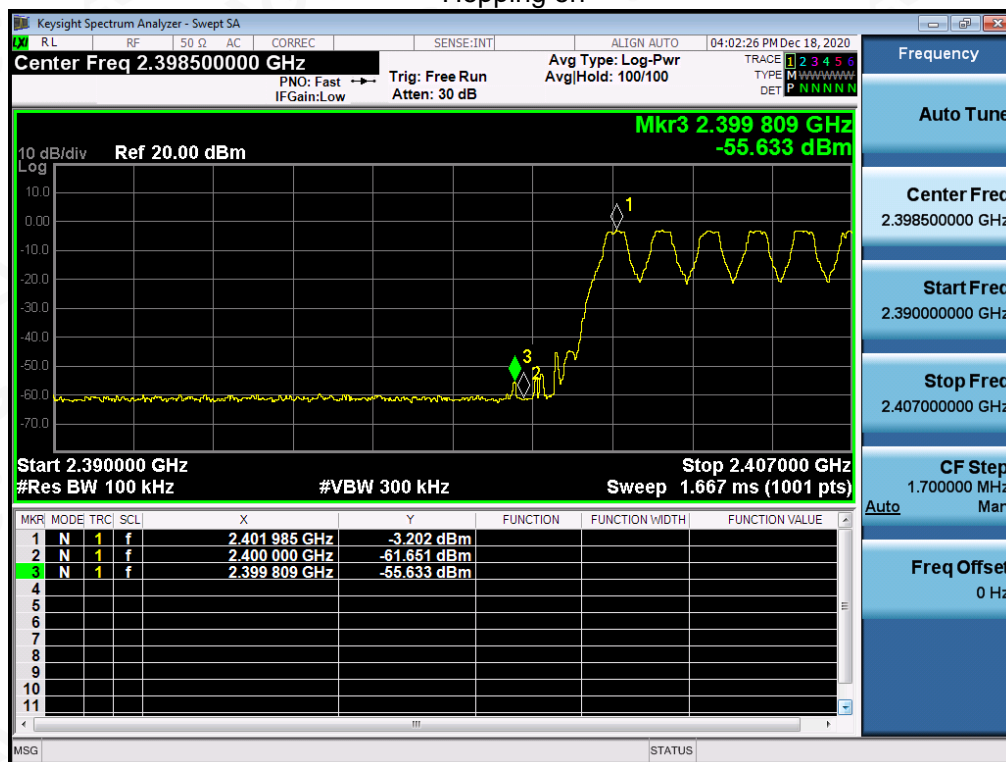 Hopping on
Keysight Spectrum Analyzer - Swept SA
LXI RL RF 50 Ω AC CORREC SENSE:INT ALIGN AUTO 04:02:26 PM Dec 18, 2020
Center Freq 2.398500000 GHz
PNO: Fast
IFGain:Low
Trig: Free Run
Atten: 30 dB
Avg Type: Log-Pwr
Avg|Hold: 100/100
TRACE 1 2 3 4 5 6
TYPE M WWWWW
DET P N N N N N
Mkr3 2.399 809 GHz
-55.633 dBm
10 dB/div Ref 20.00 dBm
Log
10.0
0.00
-10.0
-20.0
-30.0
-40.0
-50.0
-60.0
-70.0
1
3
2
Start 2.390000 GHz Stop 2.407000 GHz
#Res BW 100 kHz #VBW 300 kHz Sweep 1.667 ms (1001 pts)
MKR MODE TRC SCL X Y FUNCTION FUNCTION WIDTH FUNCTION VALUE
1 N 1 f 2.401 985 GHz -3.202 dBm
2 N 1 f 2.400 000 GHz -61.651 dBm
3 N 1 f 2.399 809 GHz -55.633 dBm
4
5
6
7
8
9
10
11
MSG STATUS
Frequency
Auto Tune
Center Freq
2.398500000 GHz
Start Freq
2.390000000 GHz
Stop Freq
2.407000000 GHz
CF Step
1.700000 MHz
Auto Man
Freq Offset
0 Hz